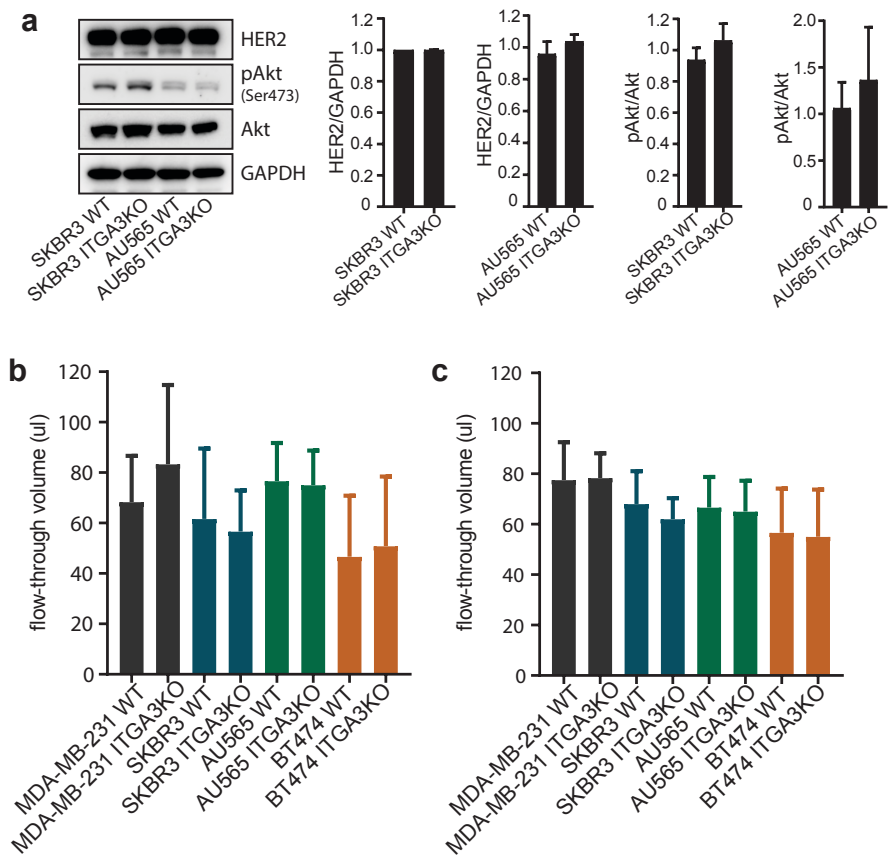 a
HER2
pAkt
(Ser473)
Akt
GAPDH
SKBR3 WT
SKBR3 ITGA3KO
AU565 WT
AU565 ITGA3KO
HER2/GAPDH
1.2
1.0
0.8
0.6
0.4
0.2
0
SKBR3 WT
SKBR3 ITGA3KO
HER2/GAPDH
1.2
1.0
0.8
0.6
0.4
0.2
0
AU565 WT
AU565 ITGA3KO
pAkt/Akt
1.2
1.0
0.8
0.6
0.4
0.2
0
SKBR3 WT
SKBR3 ITGA3KO
pAkt/Akt
2.0
1.5
1.0
0.5
0
AU565 WT
AU565 ITGA3KO
b
flow-through volume (ul)
120
100
80
60
40
20
0
MDA-MB-231 WT
MDA-MB-231 ITGA3KO
SKBR3 WT
SKBR3 ITGA3KO
AU565 WT
AU565 ITGA3KO
BT474 WT
BT474 ITGA3KO
c
flow-through volume (ul)
120
100
80
60
40
20
0
MDA-MB-231 WT
MDA-MB-231 ITGA3KO
SKBR3 WT
SKBR3 ITGA3KO
AU565 WT
AU565 ITGA3KO
BT474 WT
BT474 ITGA3KO